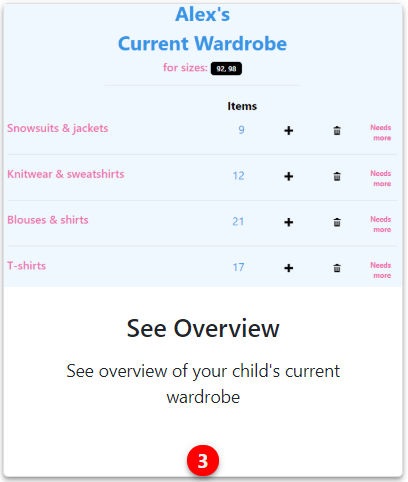 Alex's
Current Wardrobe
for sizes: 92, 98
Items
Snowsuits & jackets 9 Needs more
Knitwear & sweatshirts 12 Needs more
Blouses & shirts 21 Needs more
T-shirts 17 Needs more
See Overview
See overview of your child's current
wardrobe
3